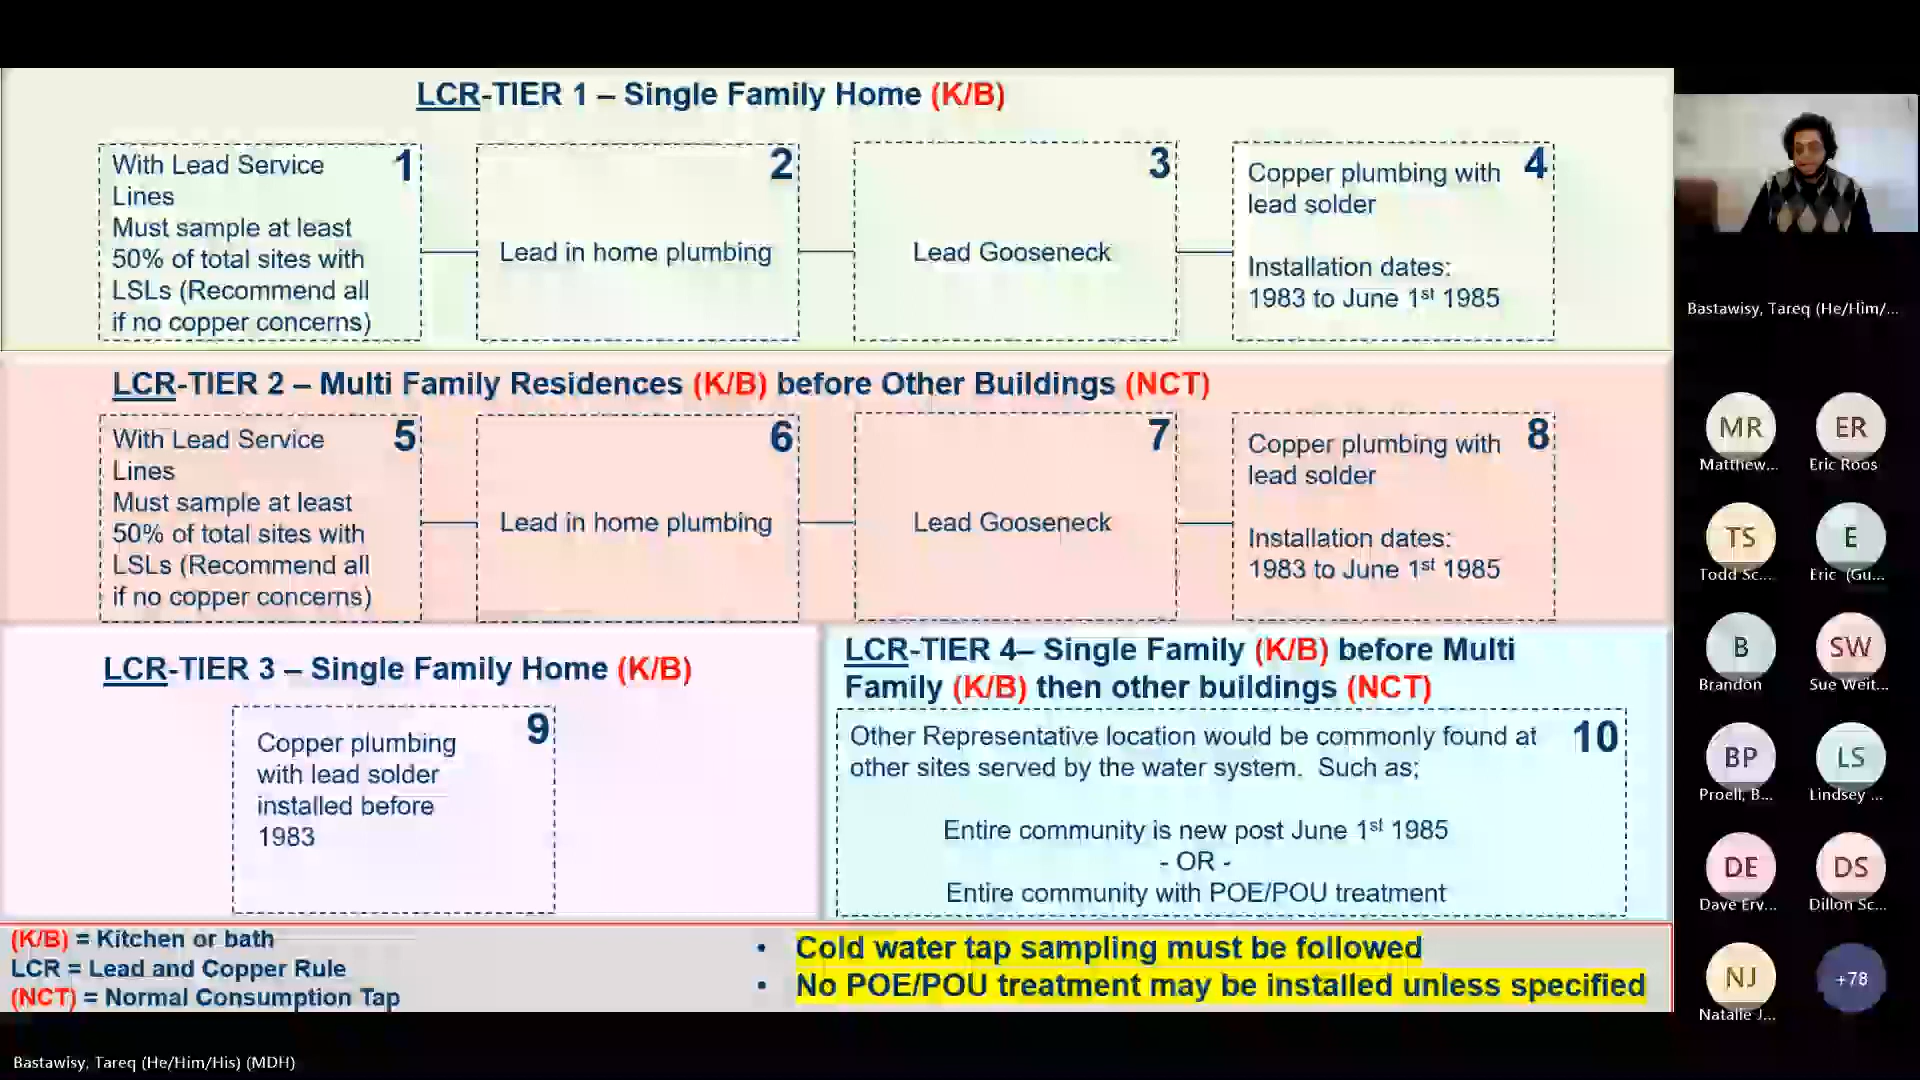 LCR-TIER 1 – Single Family Home (K/B)
1
With Lead Service
Lines
Must sample at least
50% of total sites with
LSLs (Recommend all
if no copper concerns)
2
Lead in home plumbing
3
Lead Gooseneck
4
Copper plumbing with
lead solder
Installation dates:
1983 to June 1st 1985
LCR-TIER 2 – Multi Family Residences (K/B) before Other Buildings (NCT)
5
With Lead Service
Lines
Must sample at least
50% of total sites with
LSLs (Recommend all
if no copper concerns)
6
Lead in home plumbing
7
Lead Gooseneck
8
Copper plumbing with
lead solder
Installation dates:
1983 to June 1st 1985
LCR-TIER 3 – Single Family Home (K/B)
9
Copper plumbing
with lead solder
installed before
1983
LCR-TIER 4– Single Family (K/B) before Multi
Family (K/B) then other buildings (NCT)
10
Other Representative location would be commonly found at
other sites served by the water system. Such as;
Entire community is new post June 1st 1985
- OR -
Entire community with POE/POU treatment
(K/B) = Kitchen or bath
LCR = Lead and Copper Rule
(NCT) = Normal Consumption Tap
• Cold water tap sampling must be followed
• No POE/POU treatment may be installed unless specified
Bastawisy, Tareq (He/Him/...
MR
Matthew...
ER
Eric Roos
TS
Todd Sc...
E
Eric (Gu...
B
Brandon
SW
Sue Weit...
BP
Proell, B...
LS
Lindsey ...
DE
Dave Erv...
DS
Dillon Sc...
NJ
Natalie J...
+78
Bastawisy, Tareq (He/Him/His) (MDH)